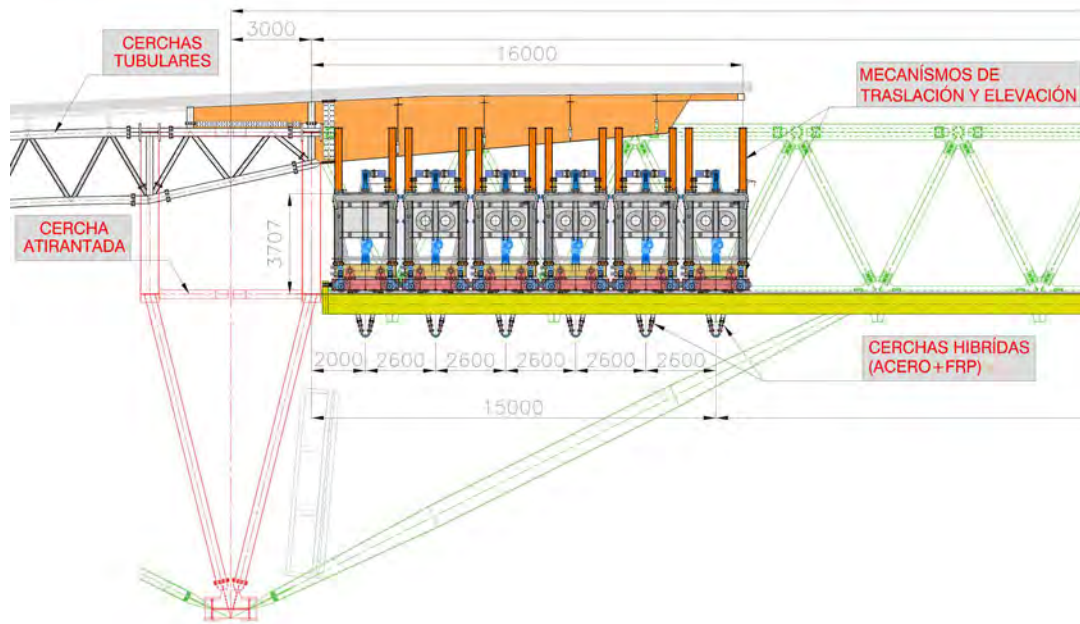 3000
CERCHAS
TUBULARES
16000
MECANÍSMOS DE
TRASLACIÓN Y ELEVACIÓN
CERCHA
ATIRANTADA
3707
2000
2600
2600
2600
2600
2600
CERCHAS HIBRÍDAS
(ACERO+FRP)
15000